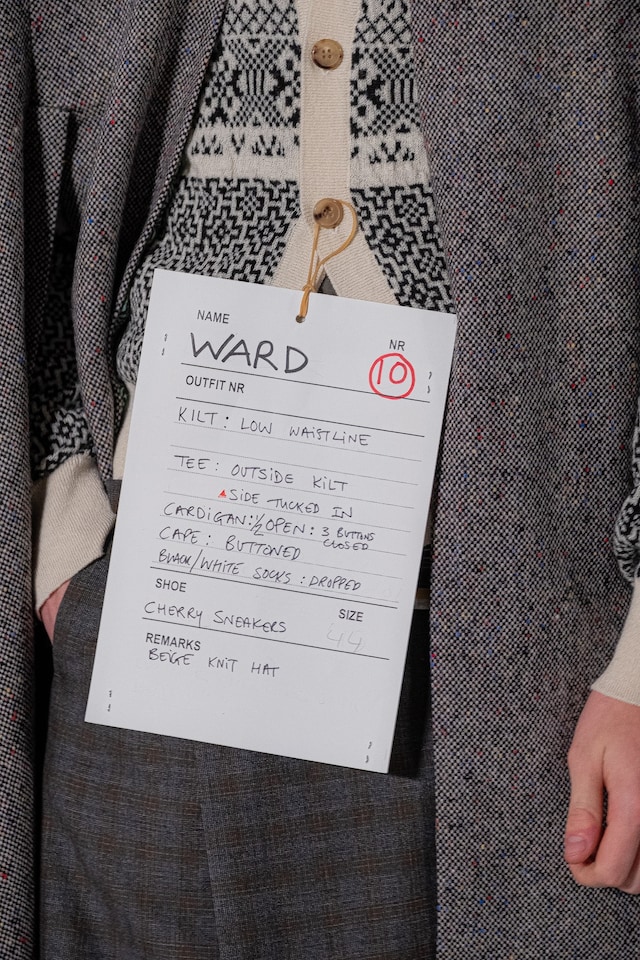 NAME
WARD
NR
10
OUTFIT NR
KILT: LOW WAISTLINE
TEE: OUTSIDE KILT
SIDE TUCKED IN
CARDIGAN: 1/2 OPEN: 3 BUTTONS
CLOSED
CAPE: BUTTONED
BLACK/WHITE SOCKS: DROPPED
SHOE
SIZE
CHERRY SNEAKERS
44
REMARKS
BEIGE KNIT HAT